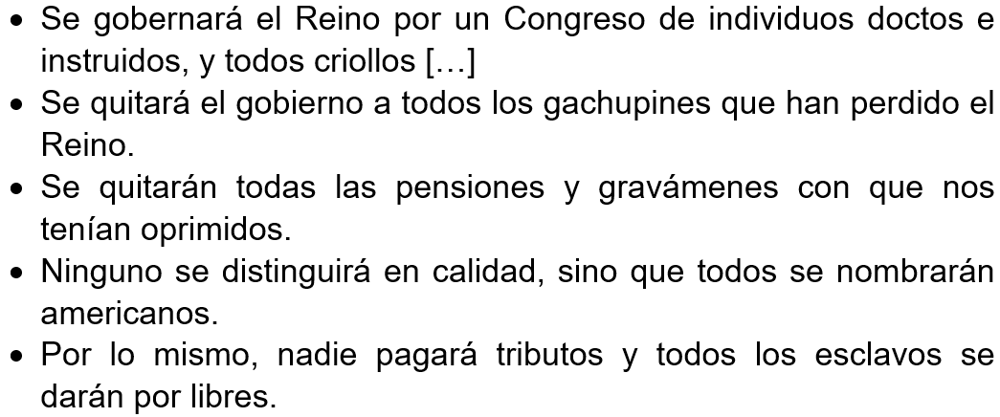 • Se gobernará el Reino por un Congreso de individuos doctos e
instruidos, y todos criollos […]
• Se quitará el gobierno a todos los gachupines que han perdido el
Reino.
• Se quitarán todas las pensiones y gravámenes con que nos
tenían oprimidos.
• Ninguno se distinguirá en calidad, sino que todos se nombrarán
americanos.
• Por lo mismo, nadie pagará tributos y todos los esclavos se
darán por libres.